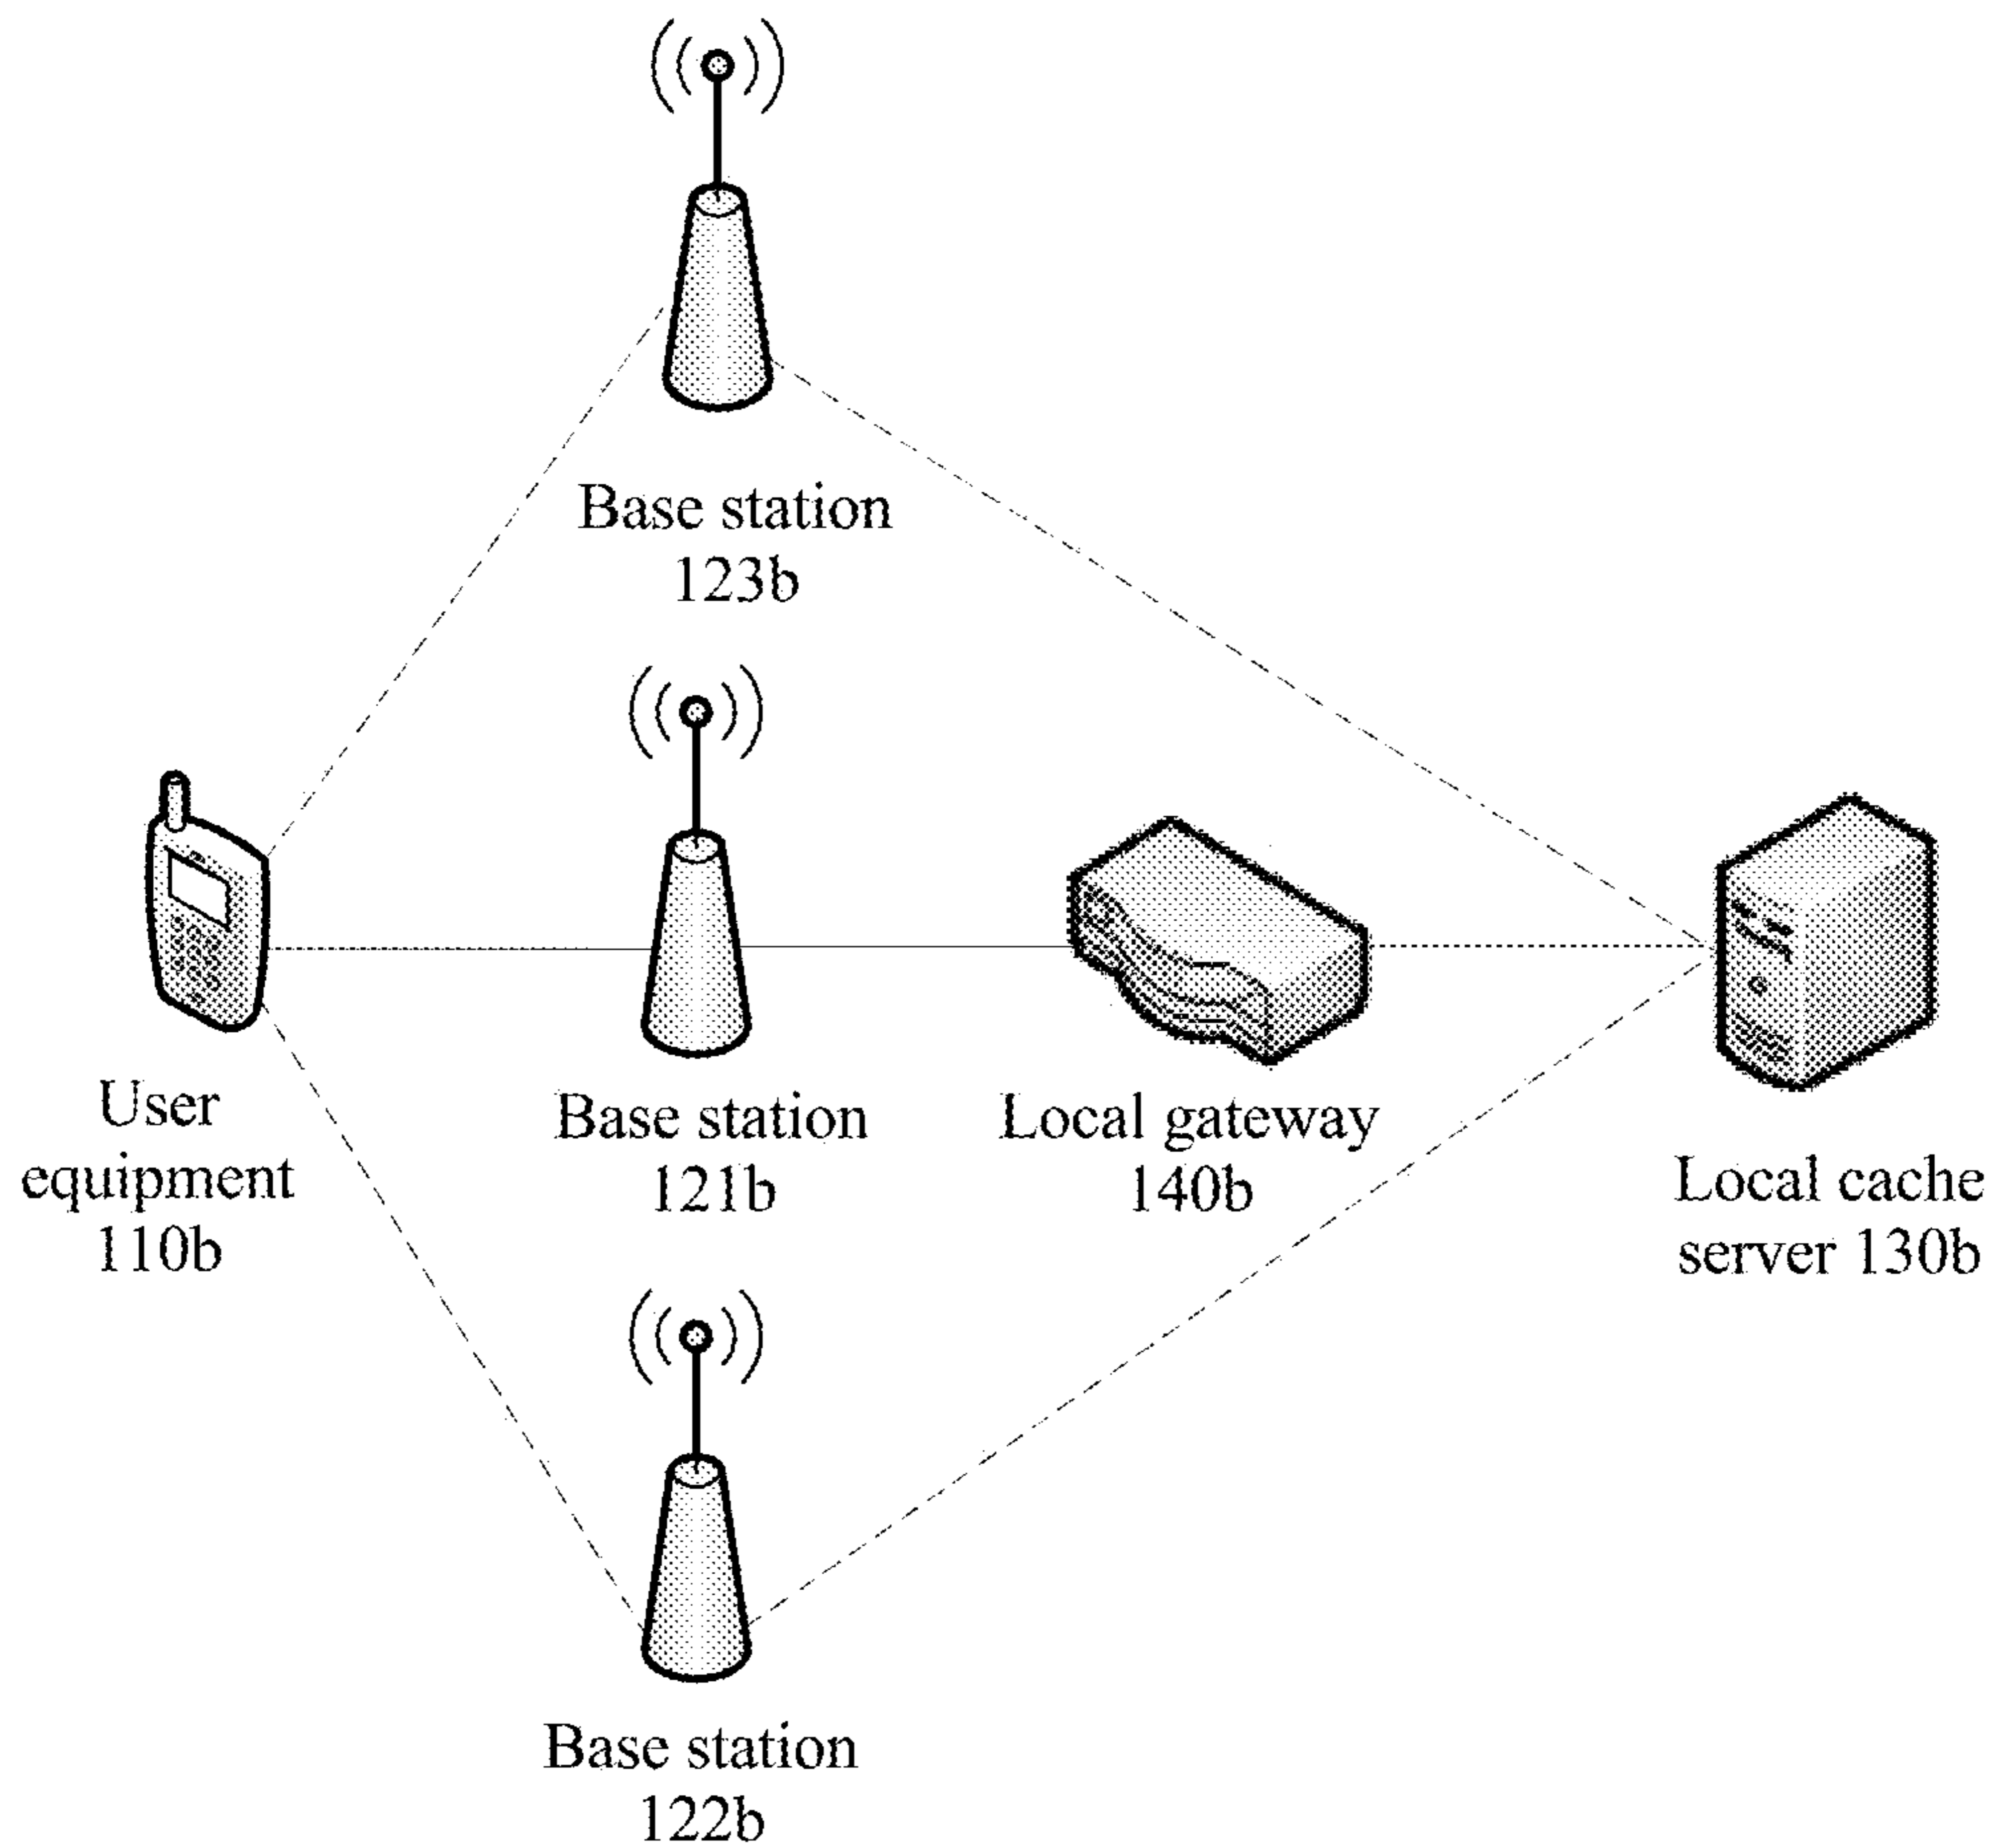 Base station
123b
User
equipment
110b
Base station
121b
Local gateway
140b
Local cache
server 130b
Base station
122b